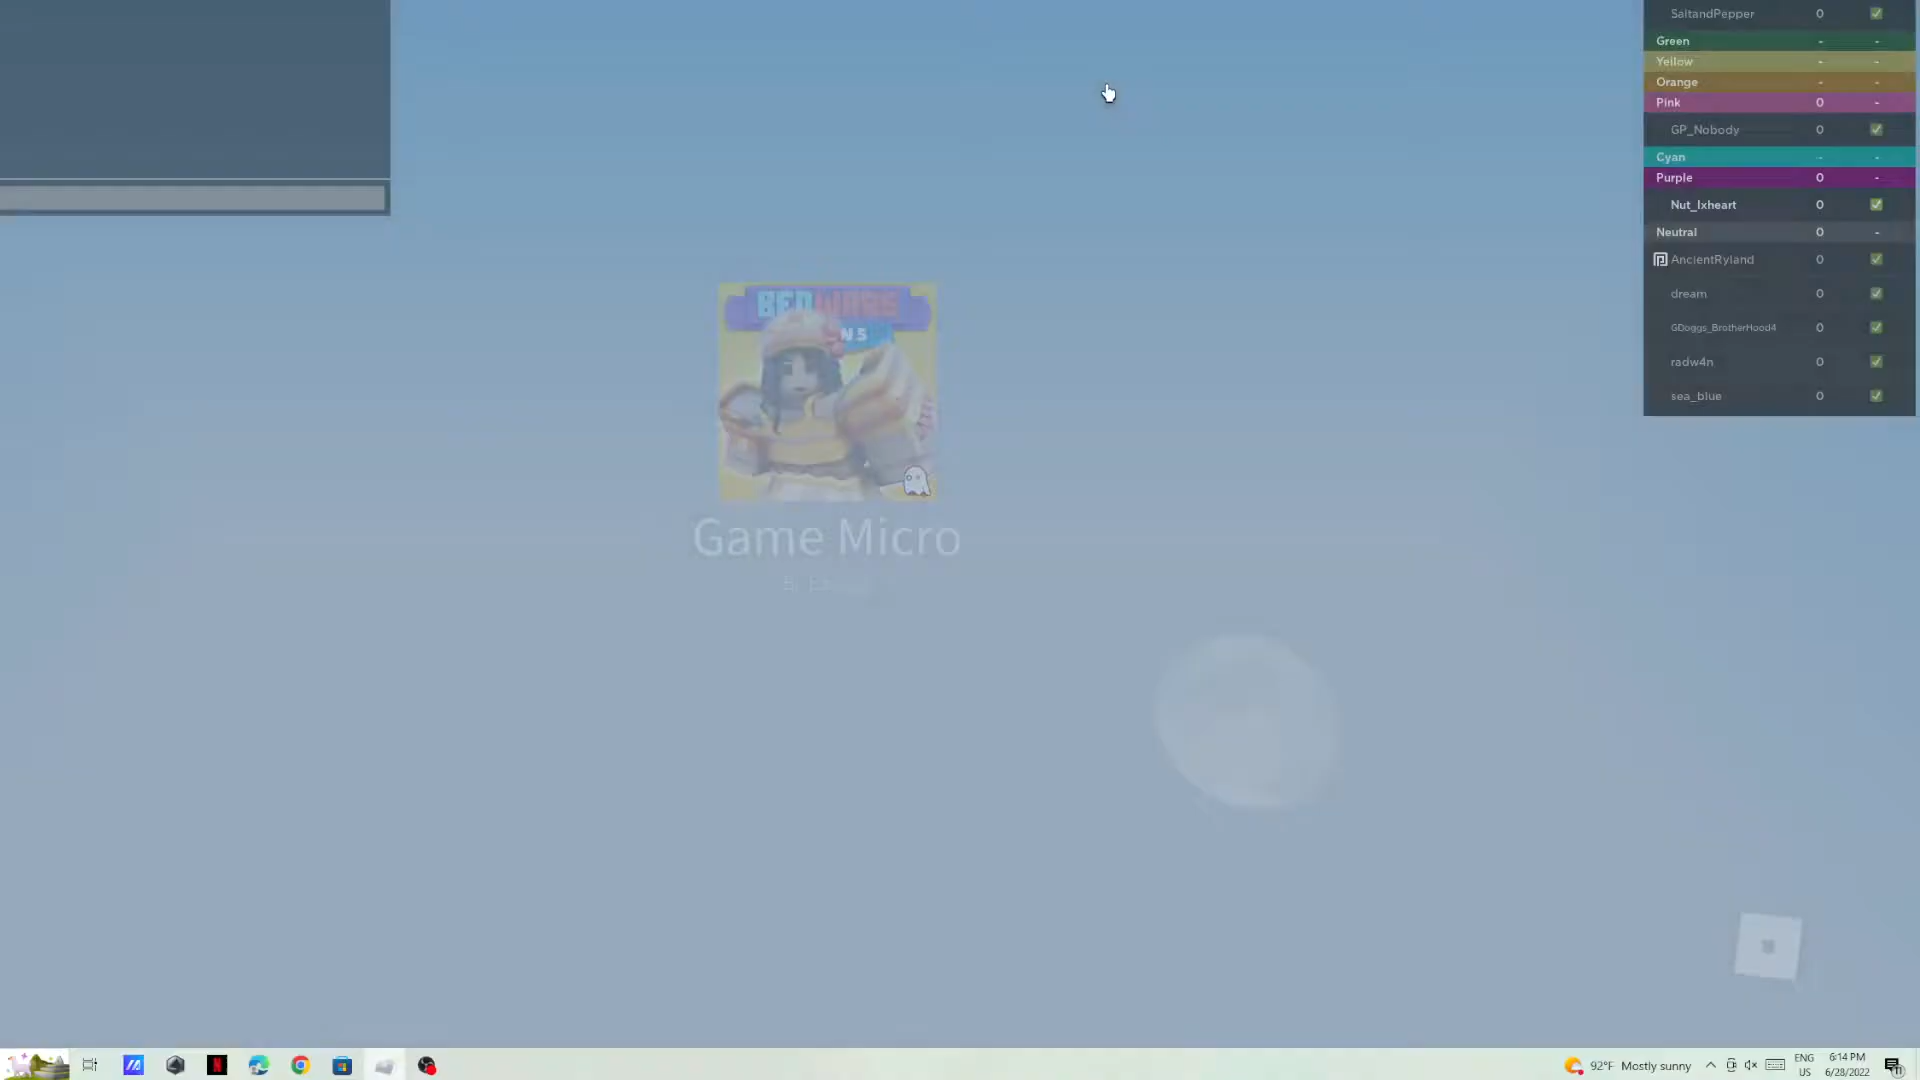 SaltandPepper 0
Green - -
Yellow - -
Orange - -
Pink 0 -
GP_Nobody 0
Cyan - -
Purple 0 -
Nut_Ixheart 0
Neutral 0 -
AncientRyland 0
dream 0
GDoggs_BrotherHood4 0
radw4n 0
sea_blue 0
BEDWARS
N 5
Game Micro
92°F Mostly sunny
ENG
US
6:14 PM
6/28/2022